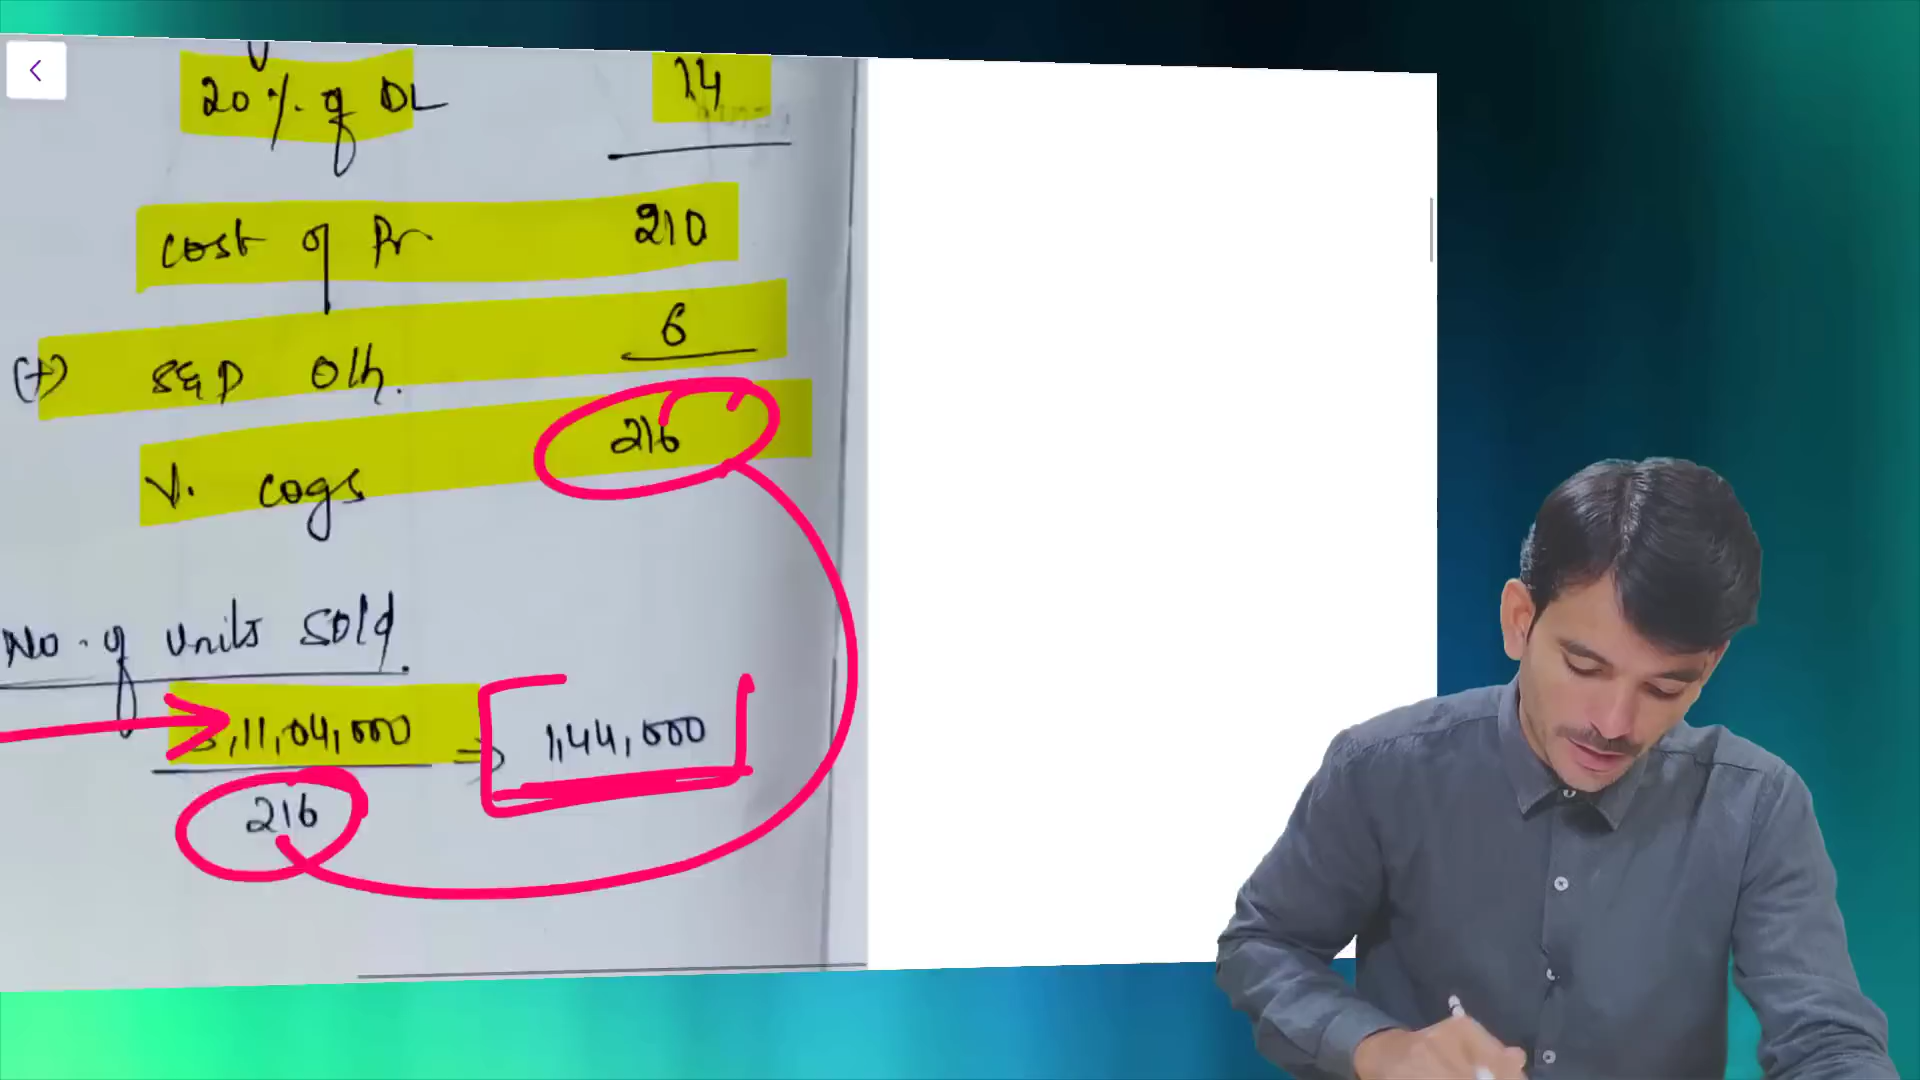 20 %. of DL 14
cost of Pr 210
(+) S&D Olh. 6
V. cogs 216
No. of units sold.
3,11,04,000 => 1,44,000
216